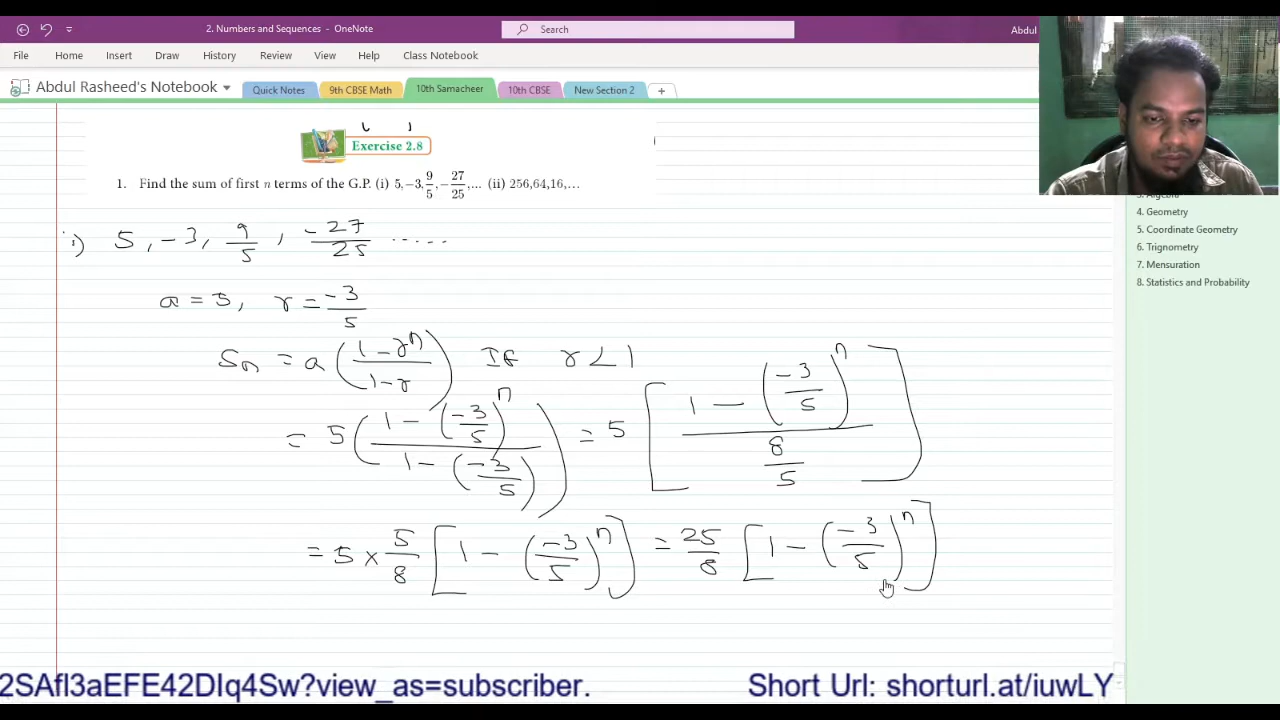 2. Numbers and Sequences - OneNote
Search
Abdul
File Home Insert Draw History Review View Help Class Notebook
Abdul Rasheed's Notebook
Quick Notes 9th CBSE Math 10th Samacheer 10th CBSE New Section 2 +
Exercise 2.8
1. Find the sum of first n terms of the G.P. (i) 5, −3, 9/5, −27/25, ... (ii) 256, 64, 16, …
i) 5, -3, 9/5, -27/25 .....
a = 5, r = -3/5
Sn = a ( (1 - r^n) / (1 - r) ) If r < 1
= 5 ( (1 - (-3/5)^n) / (1 - (-3/5)) ) = 5 [ (1 - (-3/5)^n) / (8/5) ]
= 5 × 5/8 [ 1 - (-3/5)^n ] = 25/8 [ 1 - (-3/5)^n ]
3. Algebra
4. Geometry
5. Coordinate Geometry
6. Trignometry
7. Mensuration
8. Statistics and Probability
2SAfI3aEFE42DIq4Sw?view_as=subscriber. Short Url: shorturl.at/iuwLY